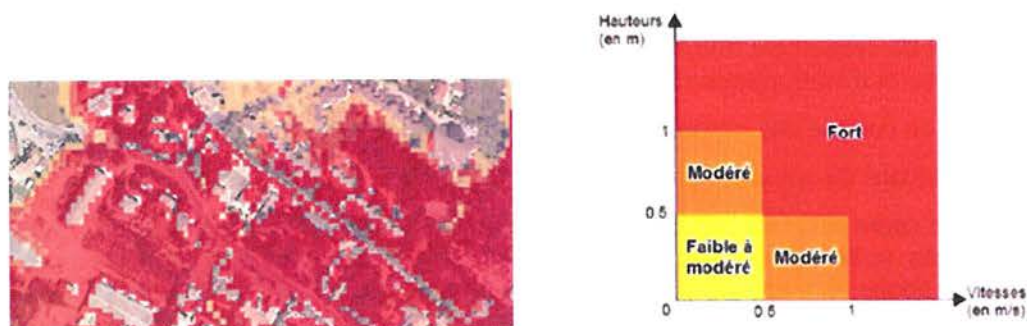 Hauteurs
(en m)
1
Fort
Modéré
0.5
Faible à
modéré
Modéré
0
0.5
1
Vitesses
(en m/s)